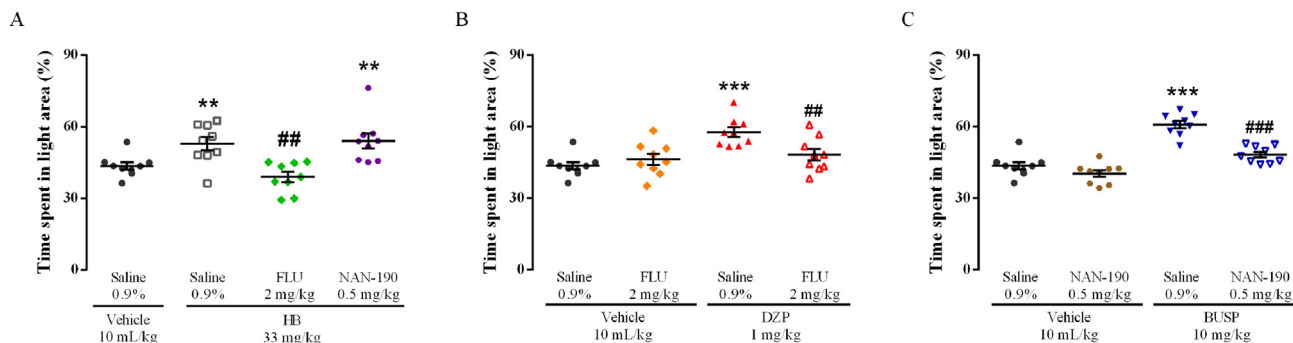 A
Time spent in light area (%)
90
60
30
0
**
##
**
Saline
0.9%
Saline
0.9%
FLU
2 mg/kg
NAN-190
0.5 mg/kg
Vehicle
10 mL/kg
HB
33 mg/kg
B
Time spent in light area (%)
90
60
30
0
***
##
Saline
0.9%
FLU
2 mg/kg
Saline
0.9%
FLU
2 mg/kg
Vehicle
10 mL/kg
DZP
1 mg/kg
C
Time spent in light area (%)
90
60
30
0
***
###
Saline
0.9%
NAN-190
0.5 mg/kg
Saline
0.9%
NAN-190
0.5 mg/kg
Vehicle
10 mL/kg
BUSP
10 mg/kg